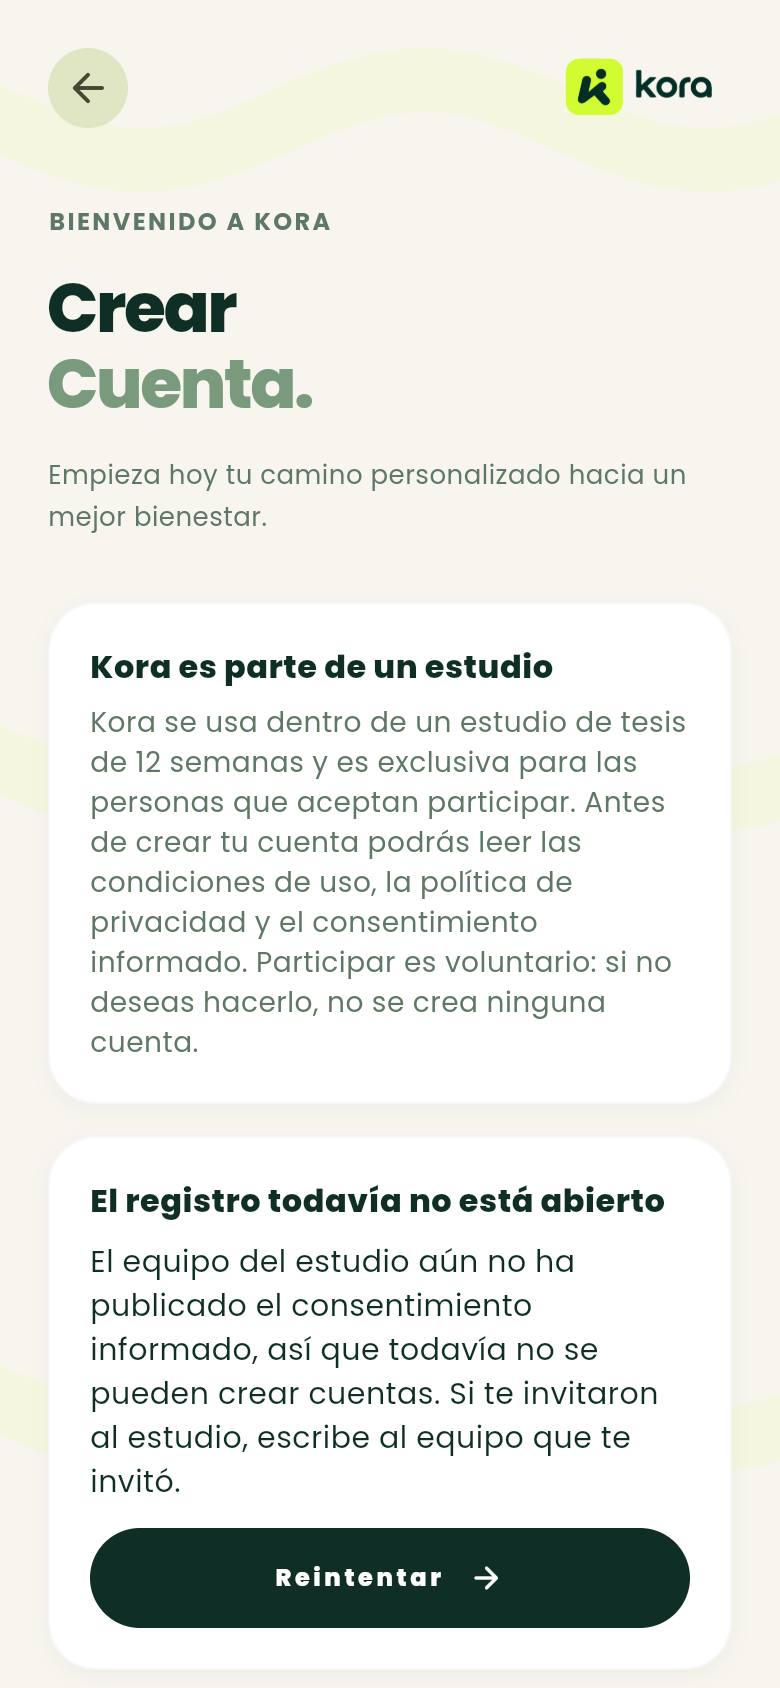 kora
BIENVENIDO A KORA
Crear
Cuenta.
Empieza hoy tu camino personalizado hacia un
mejor bienestar.
Kora es parte de un estudio
Kora se usa dentro de un estudio de tesis
de 12 semanas y es exclusiva para las
personas que aceptan participar. Antes
de crear tu cuenta podrás leer las
condiciones de uso, la política de
privacidad y el consentimiento
informado. Participar es voluntario: si no
deseas hacerlo, no se crea ninguna
cuenta.
El registro todavía no está abierto
El equipo del estudio aún no ha
publicado el consentimiento
informado, así que todavía no se
pueden crear cuentas. Si te invitaron
al estudio, escribe al equipo que te
invitó.
Reintentar